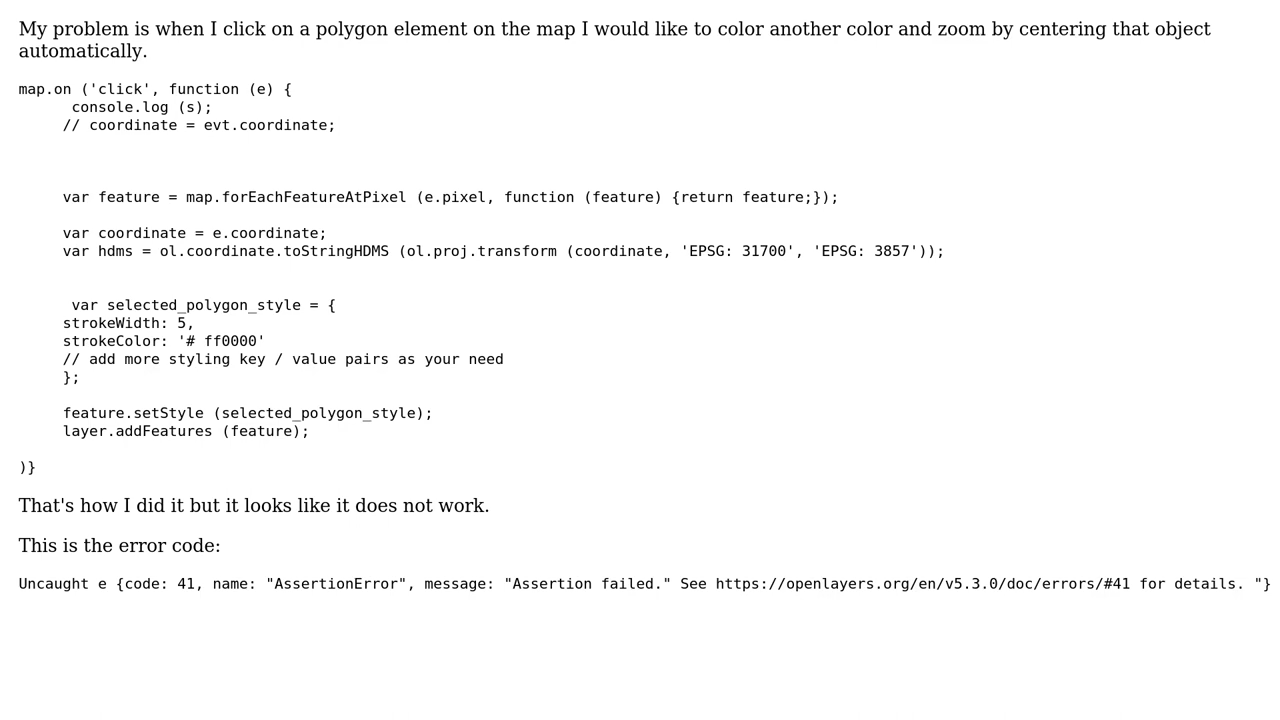 My problem is when I click on a polygon element on the map I would like to color another color and zoom by centering that object
automatically.
map.on ('click', function (e) {
      console.log (s);
     // coordinate = evt.coordinate;
     var feature = map.forEachFeatureAtPixel (e.pixel, function (feature) {return feature;});
     var coordinate = e.coordinate;
     var hdms = ol.coordinate.toStringHDMS (ol.proj.transform (coordinate, 'EPSG: 31700', 'EPSG: 3857'));
      var selected_polygon_style = {
     strokeWidth: 5,
     strokeColor: '# ff0000'
     // add more styling key / value pairs as your need
     };
     feature.setStyle (selected_polygon_style);
     layer.addFeatures (feature);
)}
That's how I did it but it looks like it does not work.
This is the error code:
Uncaught e {code: 41, name: "AssertionError", message: "Assertion failed." See https://openlayers.org/en/v5.3.0/doc/errors/#41 for details. "}